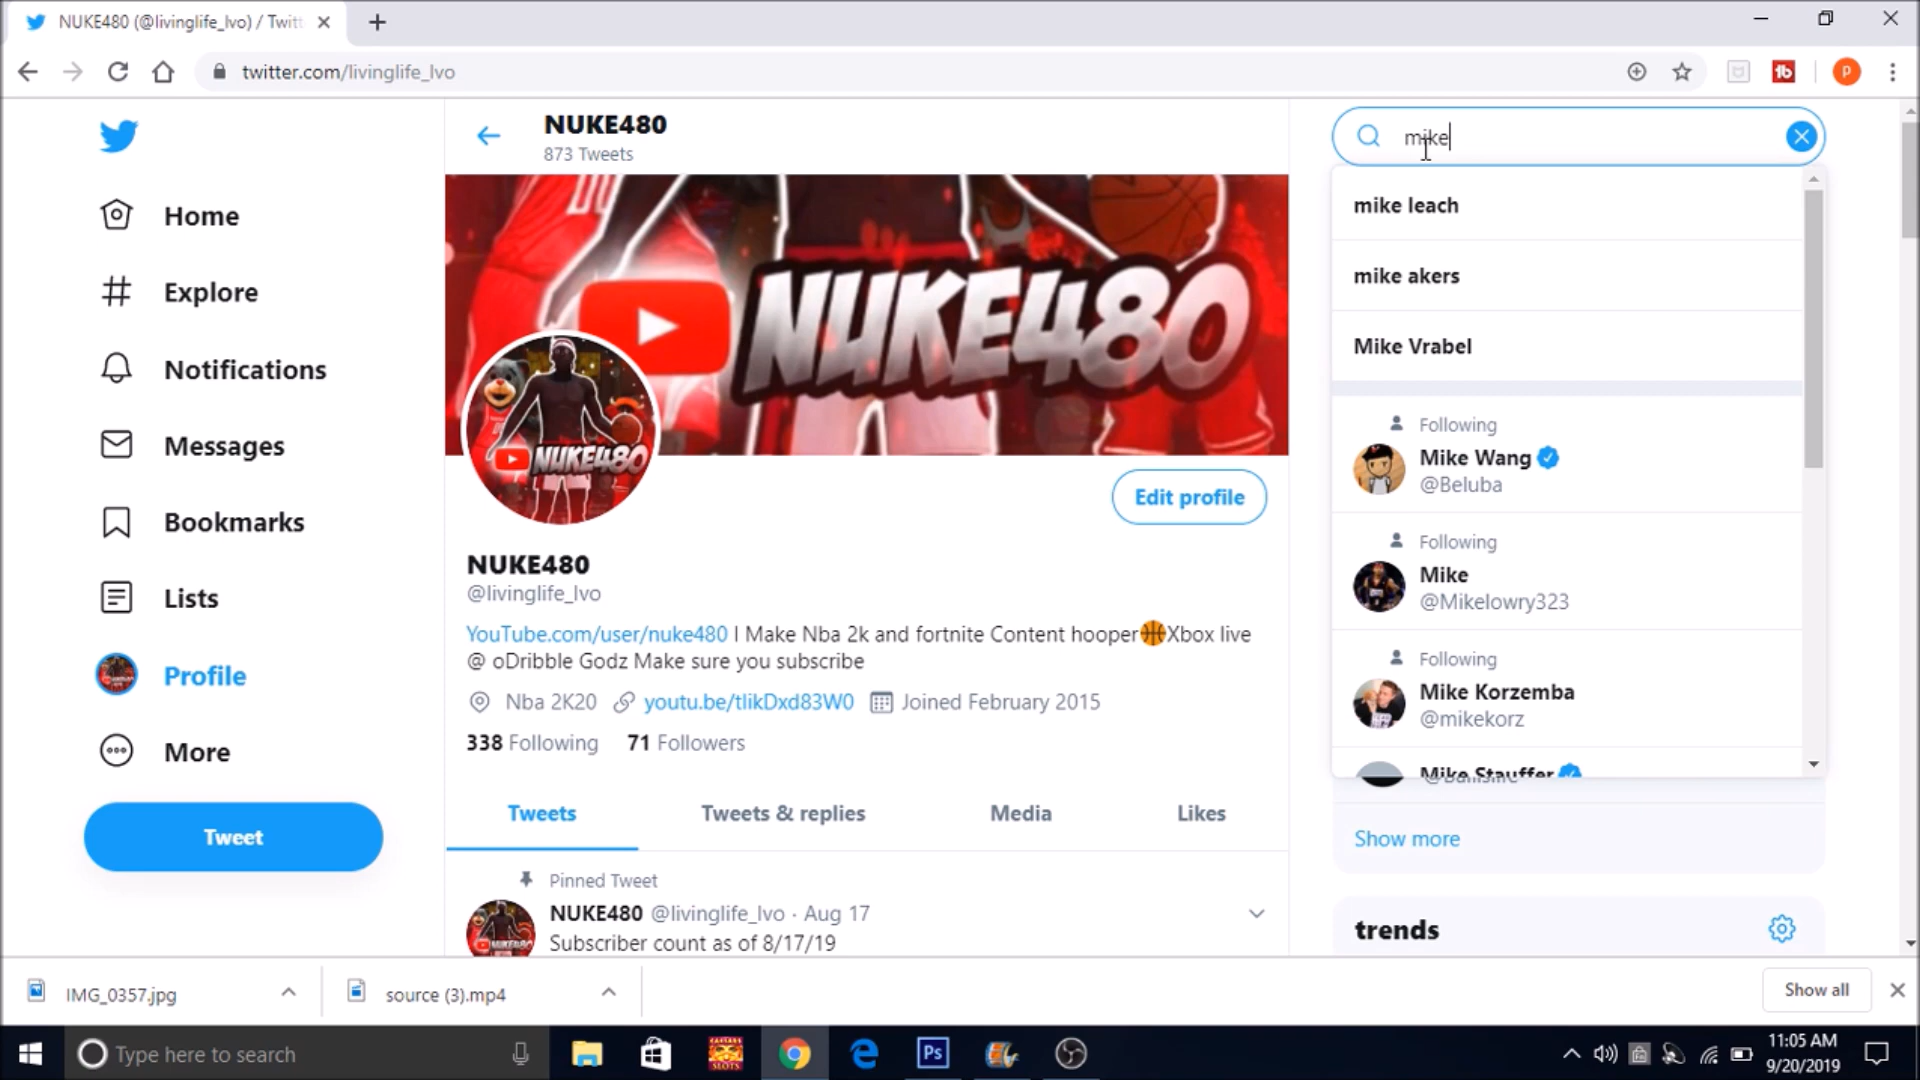 NUKE480 (@livinglife_lvo) / Twitt
twitter.com/livinglife_lvo
P
NUKE480
873 Tweets
mike
Home
Explore
Notifications
Messages
Bookmarks
Lists
Profile
More
Tweet
NUKE480
NUKE480
Edit profile
NUKE480
@livinglife_lvo
YouTube.com/user/nuke480 I Make Nba 2k and fortnite Content hooper🏀Xbox live
@ oDribble Godz Make sure you subscribe
Nba 2K20 youtu.be/tlikDxd83W0 Joined February 2015
338 Following 71 Followers
Tweets Tweets & replies Media Likes
Pinned Tweet
NUKE480 @livinglife_lvo · Aug 17
Subscriber count as of 8/17/19
mike leach
mike akers
Mike Vrabel
Following
Mike Wang
@Beluba
Following
Mike
@Mikelowry323
Following
Mike Korzemba
@mikekorz
Mike Stauffer
Show more
trends
IMG_0357.jpg
source (3).mp4
Show all
Type here to search
SLOTS
Ps
11:05 AM
9/20/2019